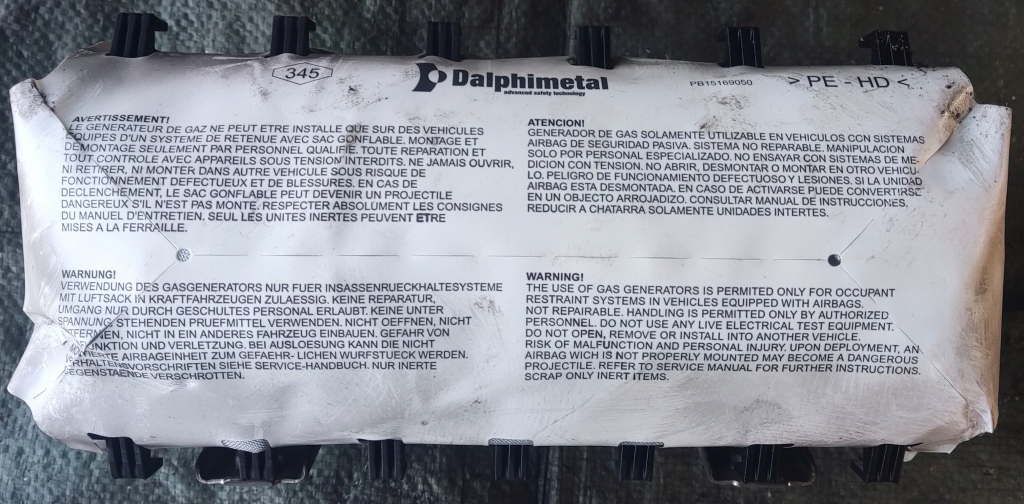 345
Dalphimetal
advanced safety technology
PB15169050
> PE - HD <
AVERTISSEMENT!
LE GENERATEUR DE GAZ NE PEUT ETRE INSTALLE QUE SUR DES VEHICULES
EQUIPES D'UN SYSTEME DE RETENUE AVEC SAC GONFLABLE. MONTAGE ET
DEMONTAGE SEULEMENT PAR PERSONNEL QUALIFIÉ. TOUTE REPARATION ET
TOUT CONTROLE AVEC APPAREILS SOUS TENSION INTERDITS. NE JAMAIS OUVRIR,
NI RETIRER, NI MONTER DANS AUTRE VEHICULE SOUS RISQUE DE
FONCTIONNEMENT DEFECTUEUX ET DE BLESSURES. EN CAS DE
DECLENCHEMENT, LE SAC GONFLABLE PEUT DEVENIR UN PROJECTILE
DANGEREUX S'IL N'EST PAS MONTE. RESPECTER ABSOLUMENT LES CONSIGNES
DU MANUEL D'ENTRETIEN. SEUL LES UNITES INERTES PEUVENT ETRE
MISES A LA FERRAILLE.
ATENCION!
GENERADOR DE GAS SOLAMENTE UTILIZABLE EN VEHICULOS CCN SISTEMAS
AIRBAG DE SEGURIDAD PASIVA. SISTEMA NO REPARABLE. MANIPULACION
SOLO POR PERSONAL ESPECIALIZADO. NO ENSAYAR CON SISTEMAS DE ME-
DICION CON TENSION. NO ABRIR, DESMONTAR O MONTAR EN OTRO VEHICU-
LO. PELIGRO DE FUNCIONAMIENTO DEFECTUOSO Y LESIONES. SI LA UNIDAD
AIRBAG ESTA DESMONTADA. EN CASO DE ACTIVARSE PUEDE CONVERTIRSE
EN UN OBJECTO ARROJADIZO. CONSULTAR MANUAL DE INSTRUCCIONES,
REDUCIR A CHATARRA SOLAMENTE UNIDADES INTERTES.
WARNUNG!
VERWENDUNG DES GASGENERATORS NUR FUER INSASSENRUECKHALTESYSTEME
MIT LUFTSACK IN KRAFTFAHRZEUGEN ZULAESSIG. KEINE REPARATUR,
UMGANG NUR DURCH GESCHULTES PERSONAL ERLAUBT. KEINE UNTER
SPANNUNG STEHENDEN PRUEFMITTEL VERWENDEN. NICHT OEFFNEN, NICHT
ENTFERNEN, NICHT IN EIN ANDERES FAHRZEUG EINBAUEN. GEFAHR VON
NKTION UND VERLETZUNG. BEI AUSLOESUNG KANN DIE NICHT
IERTE AIRBAGEINHEIT ZUM GEFAEHR- LICHEN WURFSTUECK WERDEN.
RHALTENSVORSCHRIFTEN SIEHE SERVICE-HANDBUCH. NUR INERTE
EGENSTAENDE VERSCHROTTEN.
WARNING!
THE USE OF GAS GENERATORS IS PERMITED ONLY FOR OCCUPANT
RESTRAINT SYSTEMS IN VEHICLES EQUIPPED WITH AIRBAGS.
NOT REPAIRABLE. HANDLING IS PERMITTED ONLY BY AUTHORIZED
PERSONNEL. DO NOT USE ANY LIVE ELECTRICAL TEST EQUIPMENT.
DO NOT OPEN, REMOVE OR INSTALL INTO ANOTHER VEHICLE.
RISK OF MALFUNCTION AND PERSONAL INJURY. UPON DEPLOYMENT, AN
AIRBAG WICH IS NOT PROPERLY MOUNTED MAY BECOME A DANGEROUS
PROJECTILE. REFER TO SERVICE MANUAL FOR FURTHER INSTRUCTIONS.
SCRAP ONLY INERT ITEMS.